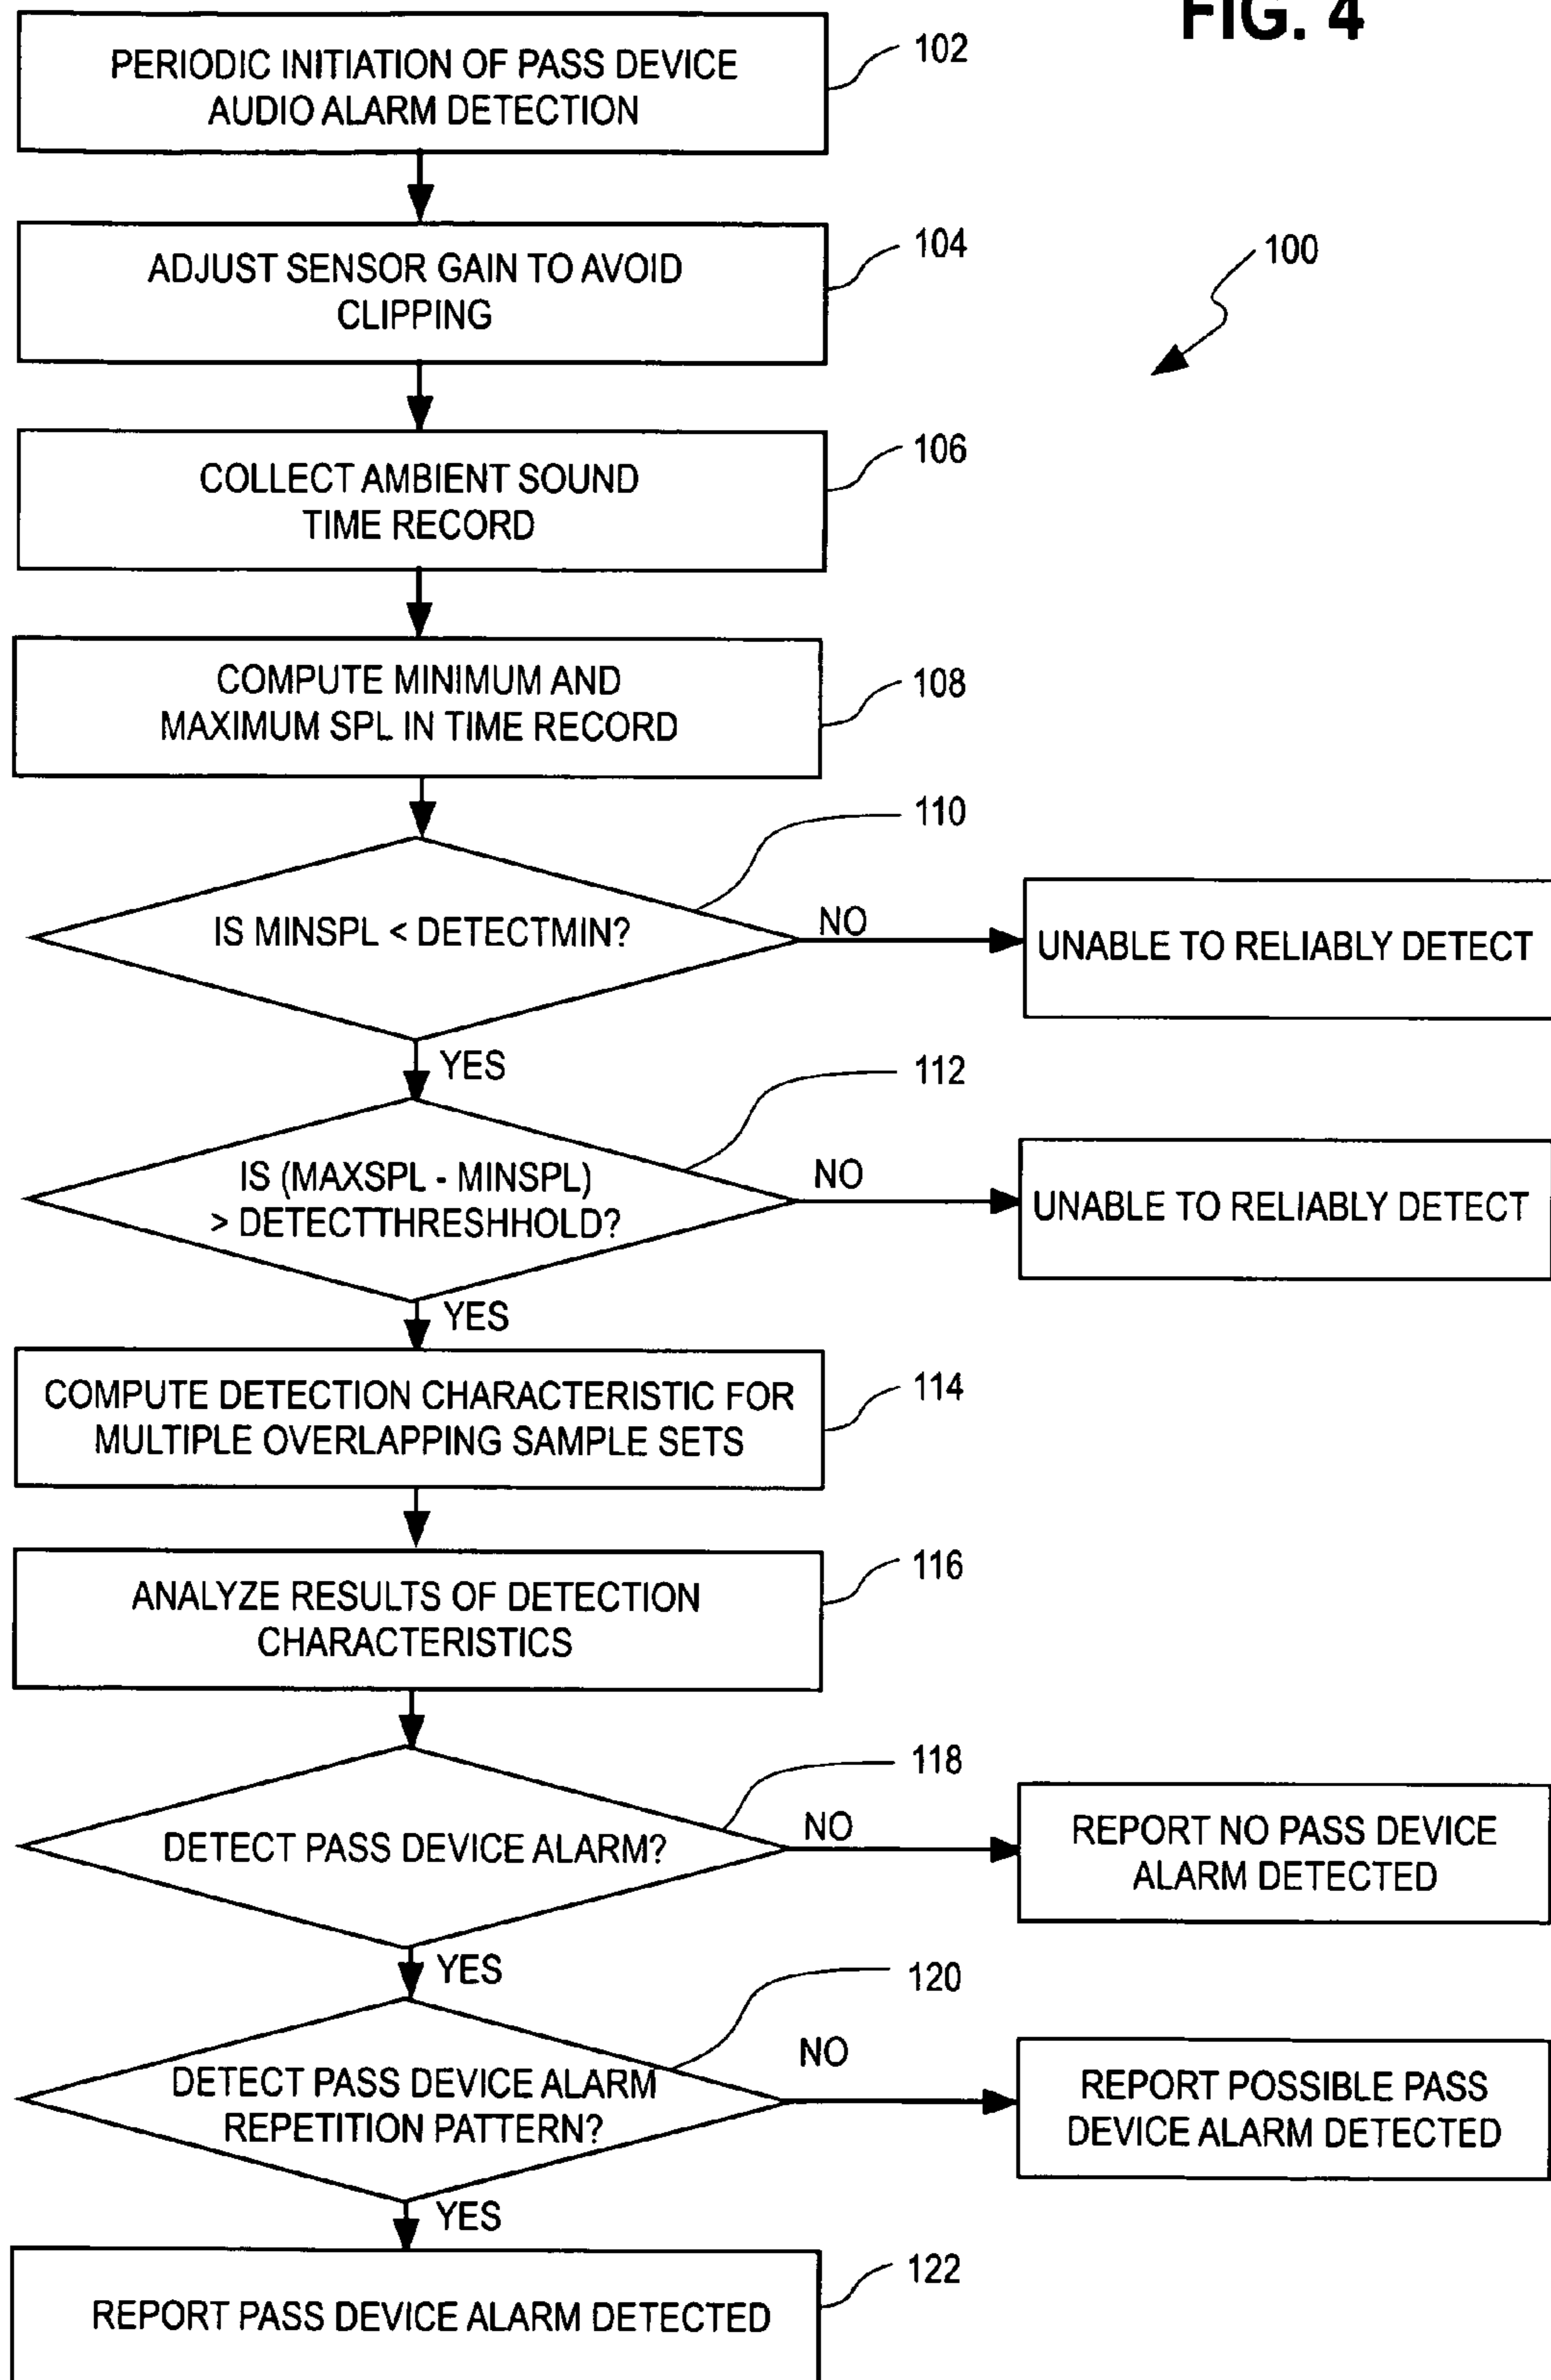 FIG. 4
PERIODIC INITIATION OF PASS DEVICE
AUDIO ALARM DETECTION
102
ADJUST SENSOR GAIN TO AVOID
CLIPPING
104
100
COLLECT AMBIENT SOUND
TIME RECORD
106
COMPUTE MINIMUM AND
MAXIMUM SPL IN TIME RECORD
108
110
IS MINSPL < DETECTMIN?
NO
UNABLE TO RELIABLY DETECT
YES
112
IS (MAXSPL - MINSPL)
> DETECTTHRESHHOLD?
NO
UNABLE TO RELIABLY DETECT
YES
COMPUTE DETECTION CHARACTERISTIC FOR
MULTIPLE OVERLAPPING SAMPLE SETS
114
ANALYZE RESULTS OF DETECTION
CHARACTERISTICS
116
118
DETECT PASS DEVICE ALARM?
NO
REPORT NO PASS DEVICE
ALARM DETECTED
YES
120
DETECT PASS DEVICE ALARM
REPETITION PATTERN?
NO
REPORT POSSIBLE PASS
DEVICE ALARM DETECTED
YES
122
REPORT PASS DEVICE ALARM DETECTED